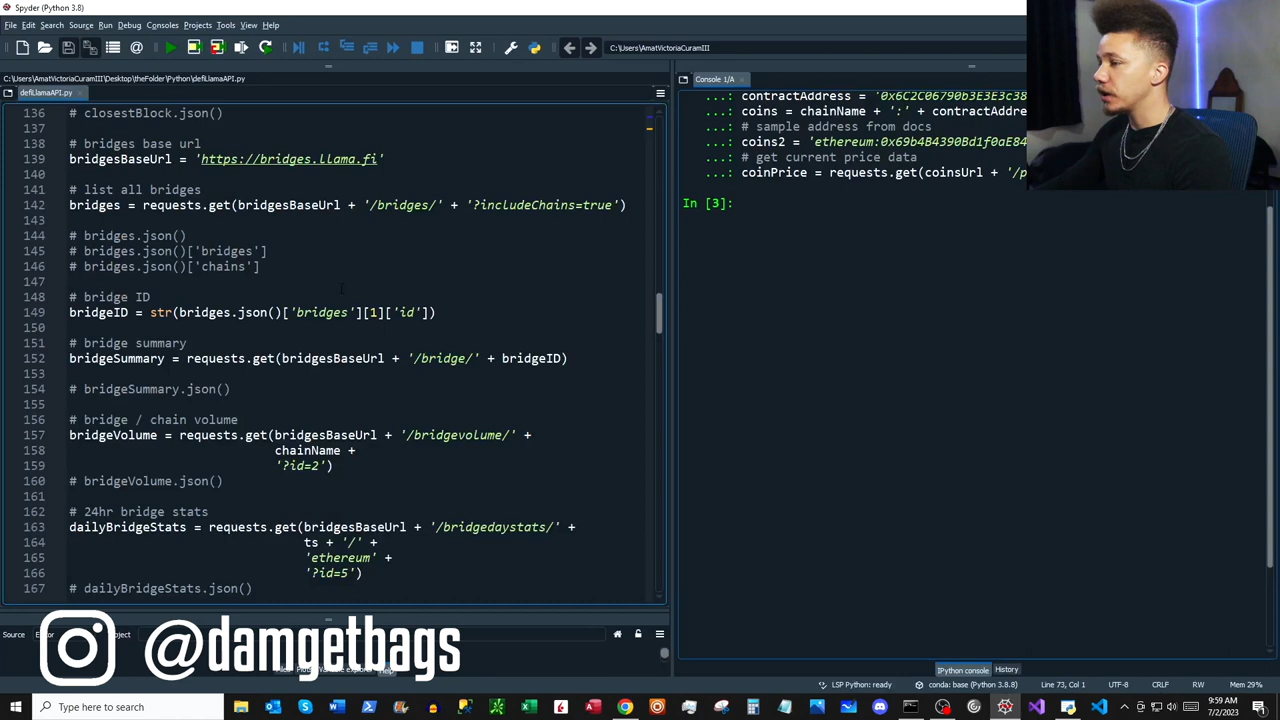 Spyder (Python 3.8)
File Edit Search Source Run Debug Consoles Projects Tools View Help
C:\Users\AmatVictoriaCuramIII
C:\Users\AmatVictoriaCuramIII\Desktop\theFolder\Python\defiLlamaAPI.py
defiLlamaAPI.py
Console 1/A
136 # closestBlock.json()
137
138 # bridges base url
139 bridgesBaseUrl = 'https://bridges.llama.fi'
140
141 # list all bridges
142 bridges = requests.get(bridgesBaseUrl + '/bridges/' + '?includeChains=true')
143
144 # bridges.json()
145 # bridges.json()['bridges']
146 # bridges.json()['chains']
147
148 # bridge ID
149 bridgeID = str(bridges.json()['bridges'][1]['id'])
150
151 # bridge summary
152 bridgeSummary = requests.get(bridgesBaseUrl + '/bridge/' + bridgeID)
153
154 # bridgeSummary.json()
155
156 # bridge / chain volume
157 bridgeVolume = requests.get(bridgesBaseUrl + '/bridgevolume/' +
158 chainName +
159 '?id=2')
160 # bridgeVolume.json()
161
162 # 24hr bridge stats
163 dailyBridgeStats = requests.get(bridgesBaseUrl + '/bridgedaystats/' +
164 ts + '/' +
165 'ethereum' +
166 '?id=5')
167 # dailyBridgeStats.json()
...: contractAddress = '0x6C2C06790b3E3E3c38
...: coins = chainName + ':' + contractAddre
...: # sample address from docs
...: coins2 = 'ethereum:0x69b4B4390Bd1f0aE84
...: # get current price data
...: coinPrice = requests.get(coinsUrl + '/p
In [3]:
Source
@damgetbags
Help
IPython console History
LSP Python: ready conda: base (Python 3.8.8) Line 73, Col 1 UTF-8 CRLF RW Mem 29%
Type here to search
9:59 AM
7/2/2023